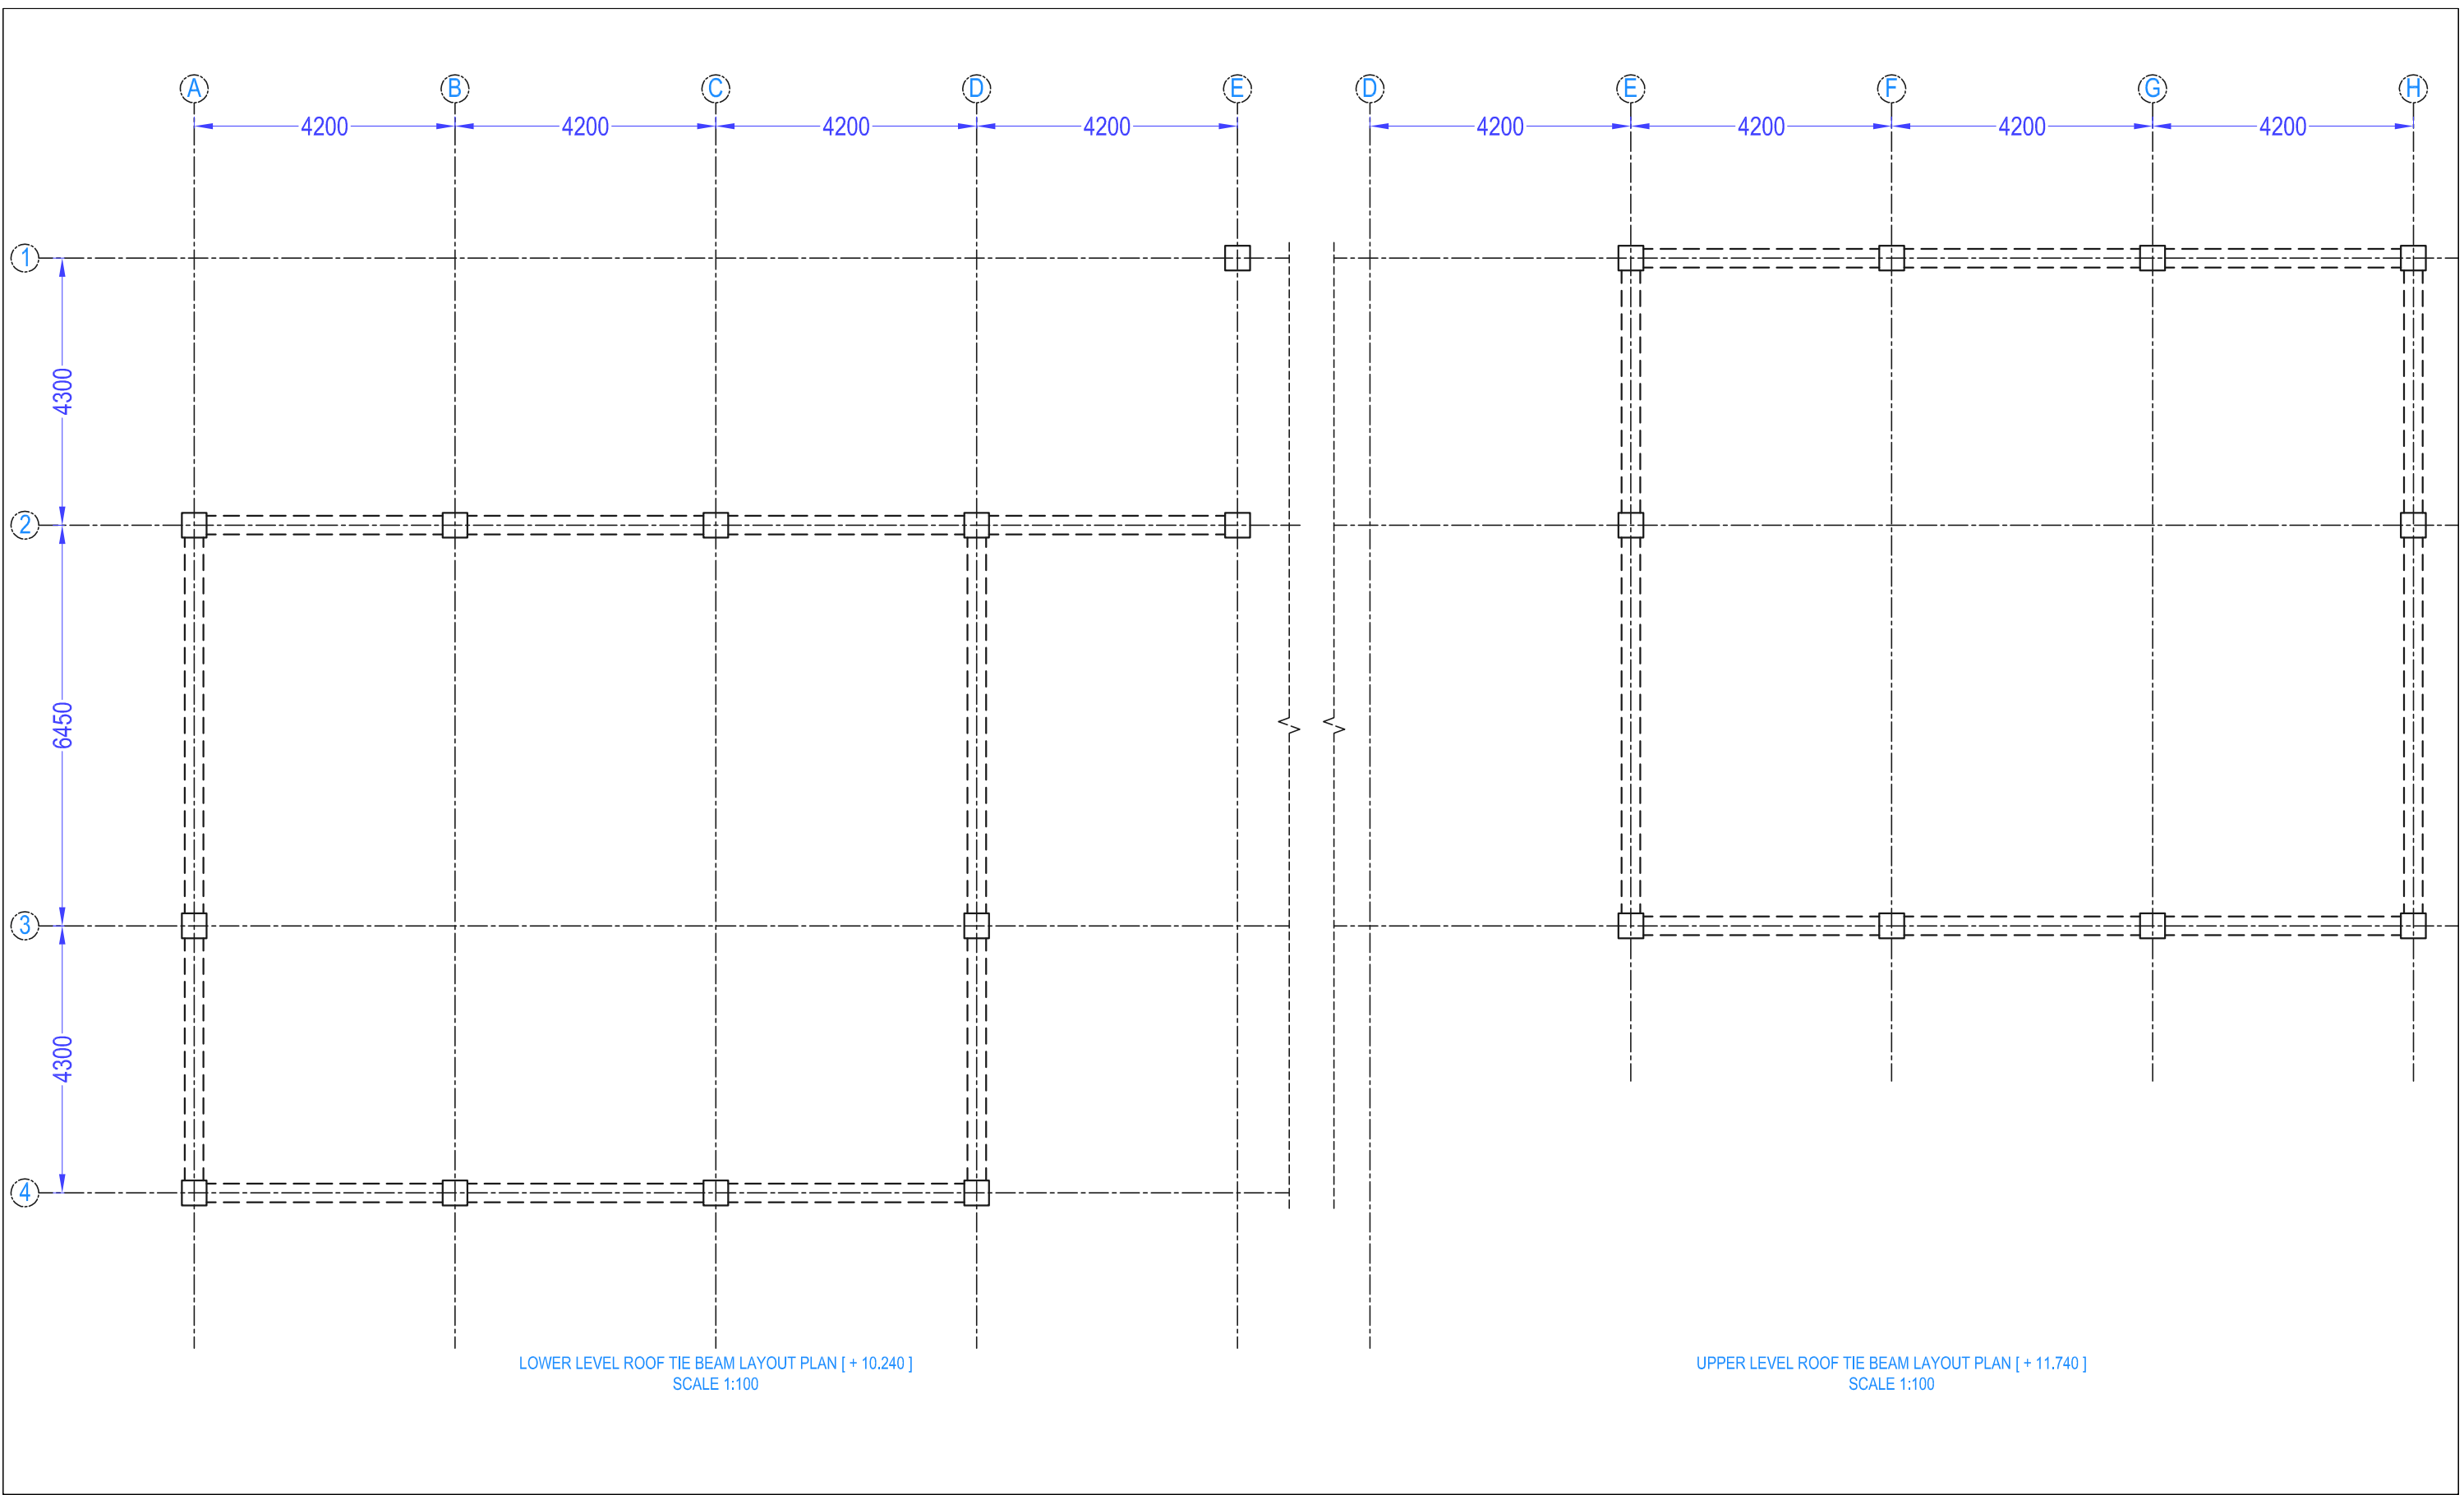 A B C D E D E F G H
4200 4200 4200 4200 4200 4200 4200 4200
1
4300
2
6450
3
4300
4
LOWER LEVEL ROOF TIE BEAM LAYOUT PLAN [ + 10.240 ]
SCALE 1:100
UPPER LEVEL ROOF TIE BEAM LAYOUT PLAN [ + 11.740 ]
SCALE 1:100